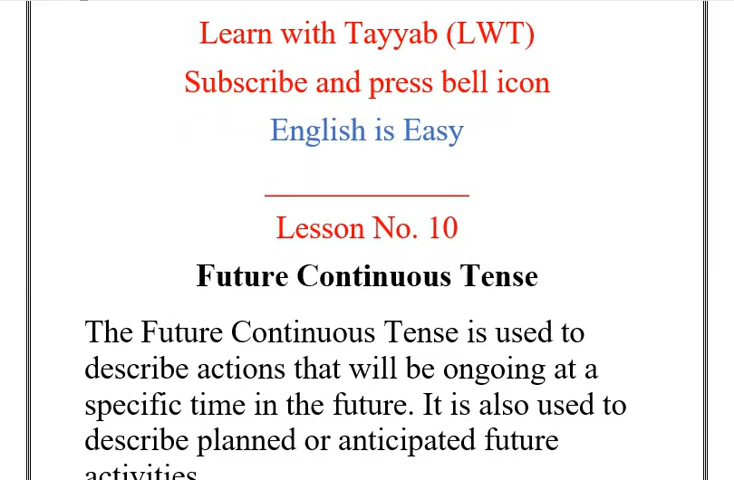 Learn with Tayyab (LWT)
Subscribe and press bell icon
English is Easy
Lesson No. 10
Future Continuous Tense
The Future Continuous Tense is used to
describe actions that will be ongoing at a
specific time in the future. It is also used to
describe planned or anticipated future
activities.